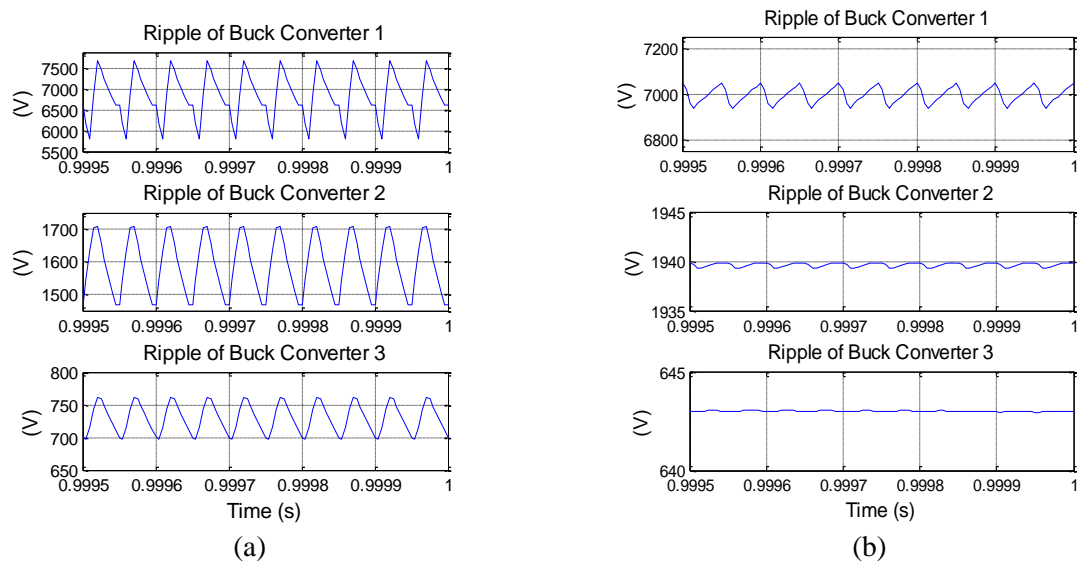 Ripple of Buck Converter 1
(V)
7500
7000
6500
6000
5500
0.9995 0.9996 0.9997 0.9998 0.9999 1
Ripple of Buck Converter 2
(V)
1700
1600
1500
0.9995 0.9996 0.9997 0.9998 0.9999 1
Ripple of Buck Converter 3
(V)
800
750
700
650
0.9995 0.9996 0.9997 0.9998 0.9999 1
Time (s)
(a)
Ripple of Buck Converter 1
(V)
7200
7000
6800
0.9995 0.9996 0.9997 0.9998 0.9999 1
Ripple of Buck Converter 2
(V)
1945
1940
1935
0.9995 0.9996 0.9997 0.9998 0.9999 1
Ripple of Buck Converter 3
(V)
645
640
0.9995 0.9996 0.9997 0.9998 0.9999 1
Time (s)
(b)